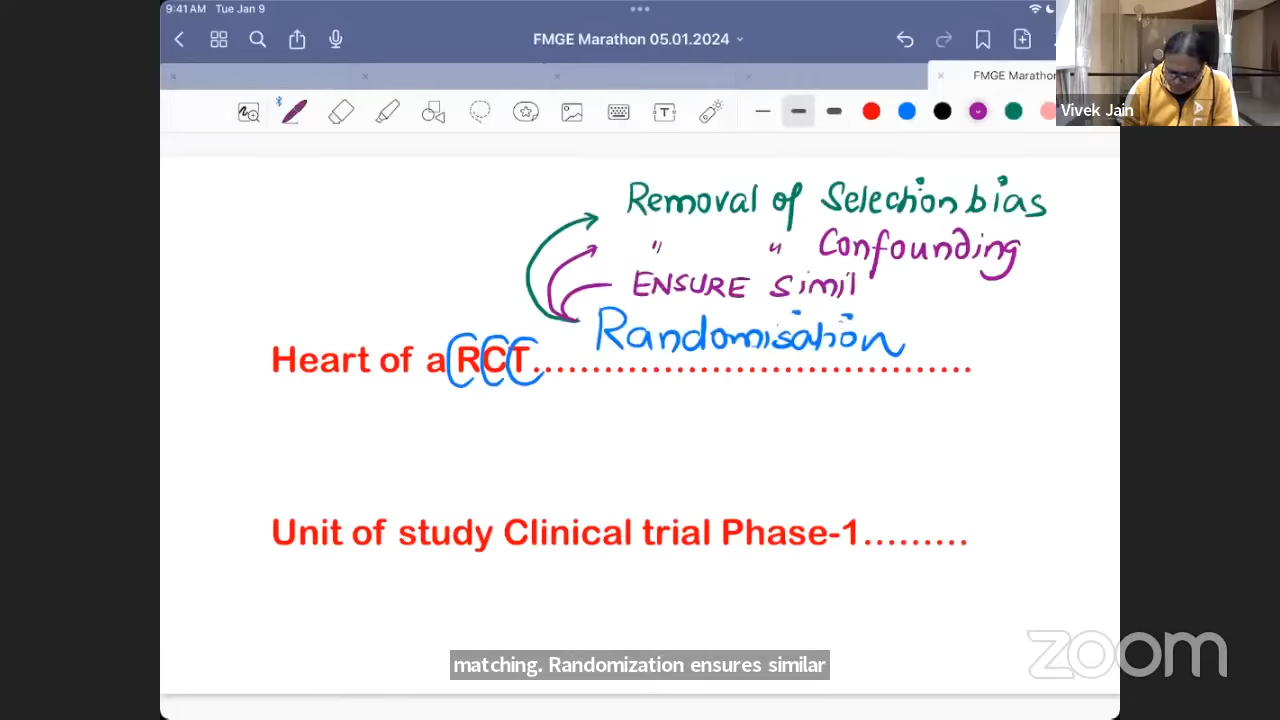 9:41 AM Tue Jan 9
FMGE Marathon 05.01.2024
FMGE Marathon
Vivek Jain
Removal of Selection bias
" " Confounding
ENSURE Simil
Randomisation
Heart of a RCT......................................
Unit of study Clinical trial Phase-1.........
matching. Randomization ensures similar
zoom